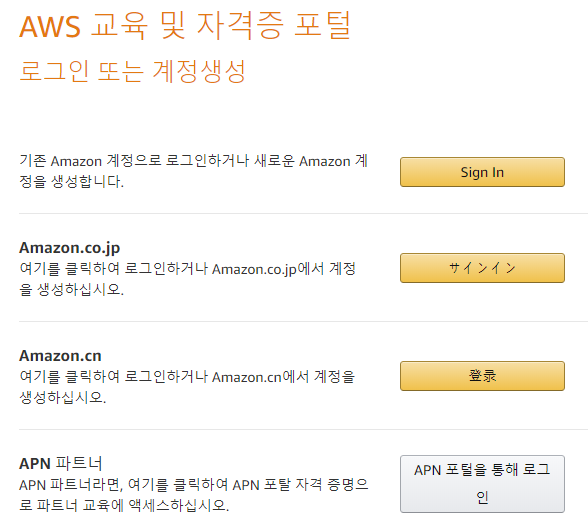 AWS 교육 및 자격증 포털
로그인 또는 계정생성
기존 Amazon 계정으로 로그인하거나 새로운 Amazon 계
정을 생성합니다.
Sign In
Amazon.co.jp
여기를 클릭하여 로그인하거나 Amazon.co.jp에서 계정
을 생성하십시오.
サインイン
Amazon.cn
여기를 클릭하여 로그인하거나 Amazon.cn에서 계정을
생성하십시오.
登录
APN 파트너
APN 파트너라면, 여기를 클릭하여 APN 포탈 자격 증명으
로 파트너 교육에 액세스하십시오.
APN 포털을 통해 로그
인